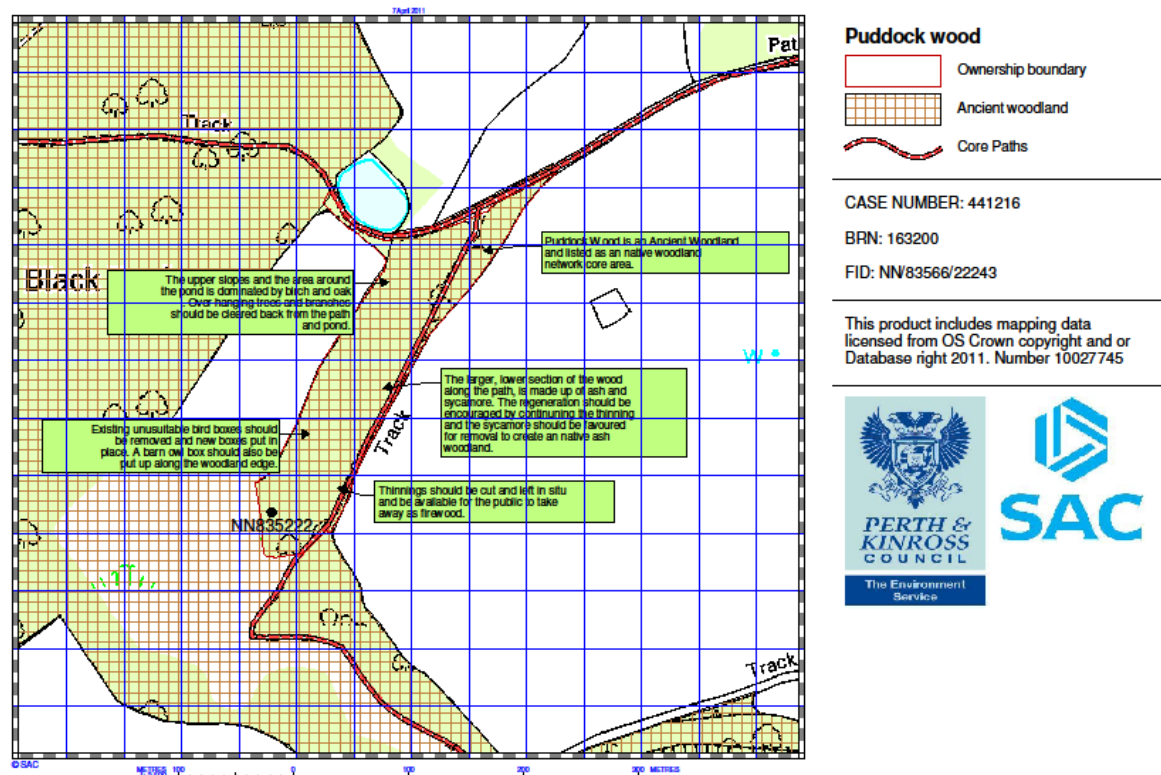 7 April 2011
Pat
Track
Black
Puddock Wood is an Ancient Woodland
and listed as an native woodland
network core area.
The upper slopes and the area around
the pond is dominated by birch and oak
. Over hanging trees and branches
should be cleared back from the path
and pond.
W
The larger, lower section of the wood
along the path, is made up of ash and
sycamore. The regeneration should be
encouraged by continuning the thinning
and the sycamore should be favoured
for removal to create an native ash
woodland.
Track
Existing unusuitable bird boxes should
be removed and new boxes put in
place. A barn owl box should also be
put up along the woodland edge.
Thinnings should be cut and left in situ
and be available for the public to take
away as firewood.
NN835222
Track
© SAC
METRES 100 0 100 200 300 METRES
Puddock wood
Ownership boundary
Ancient woodland
Core Paths
CASE NUMBER: 441216
BRN: 163200
FID: NN/83566/22243
This product includes mapping data
licensed from OS Crown copyright and or
Database right 2011. Number 10027745
PERTH &
KINROSS
COUNCIL
The Environment
Service
SAC